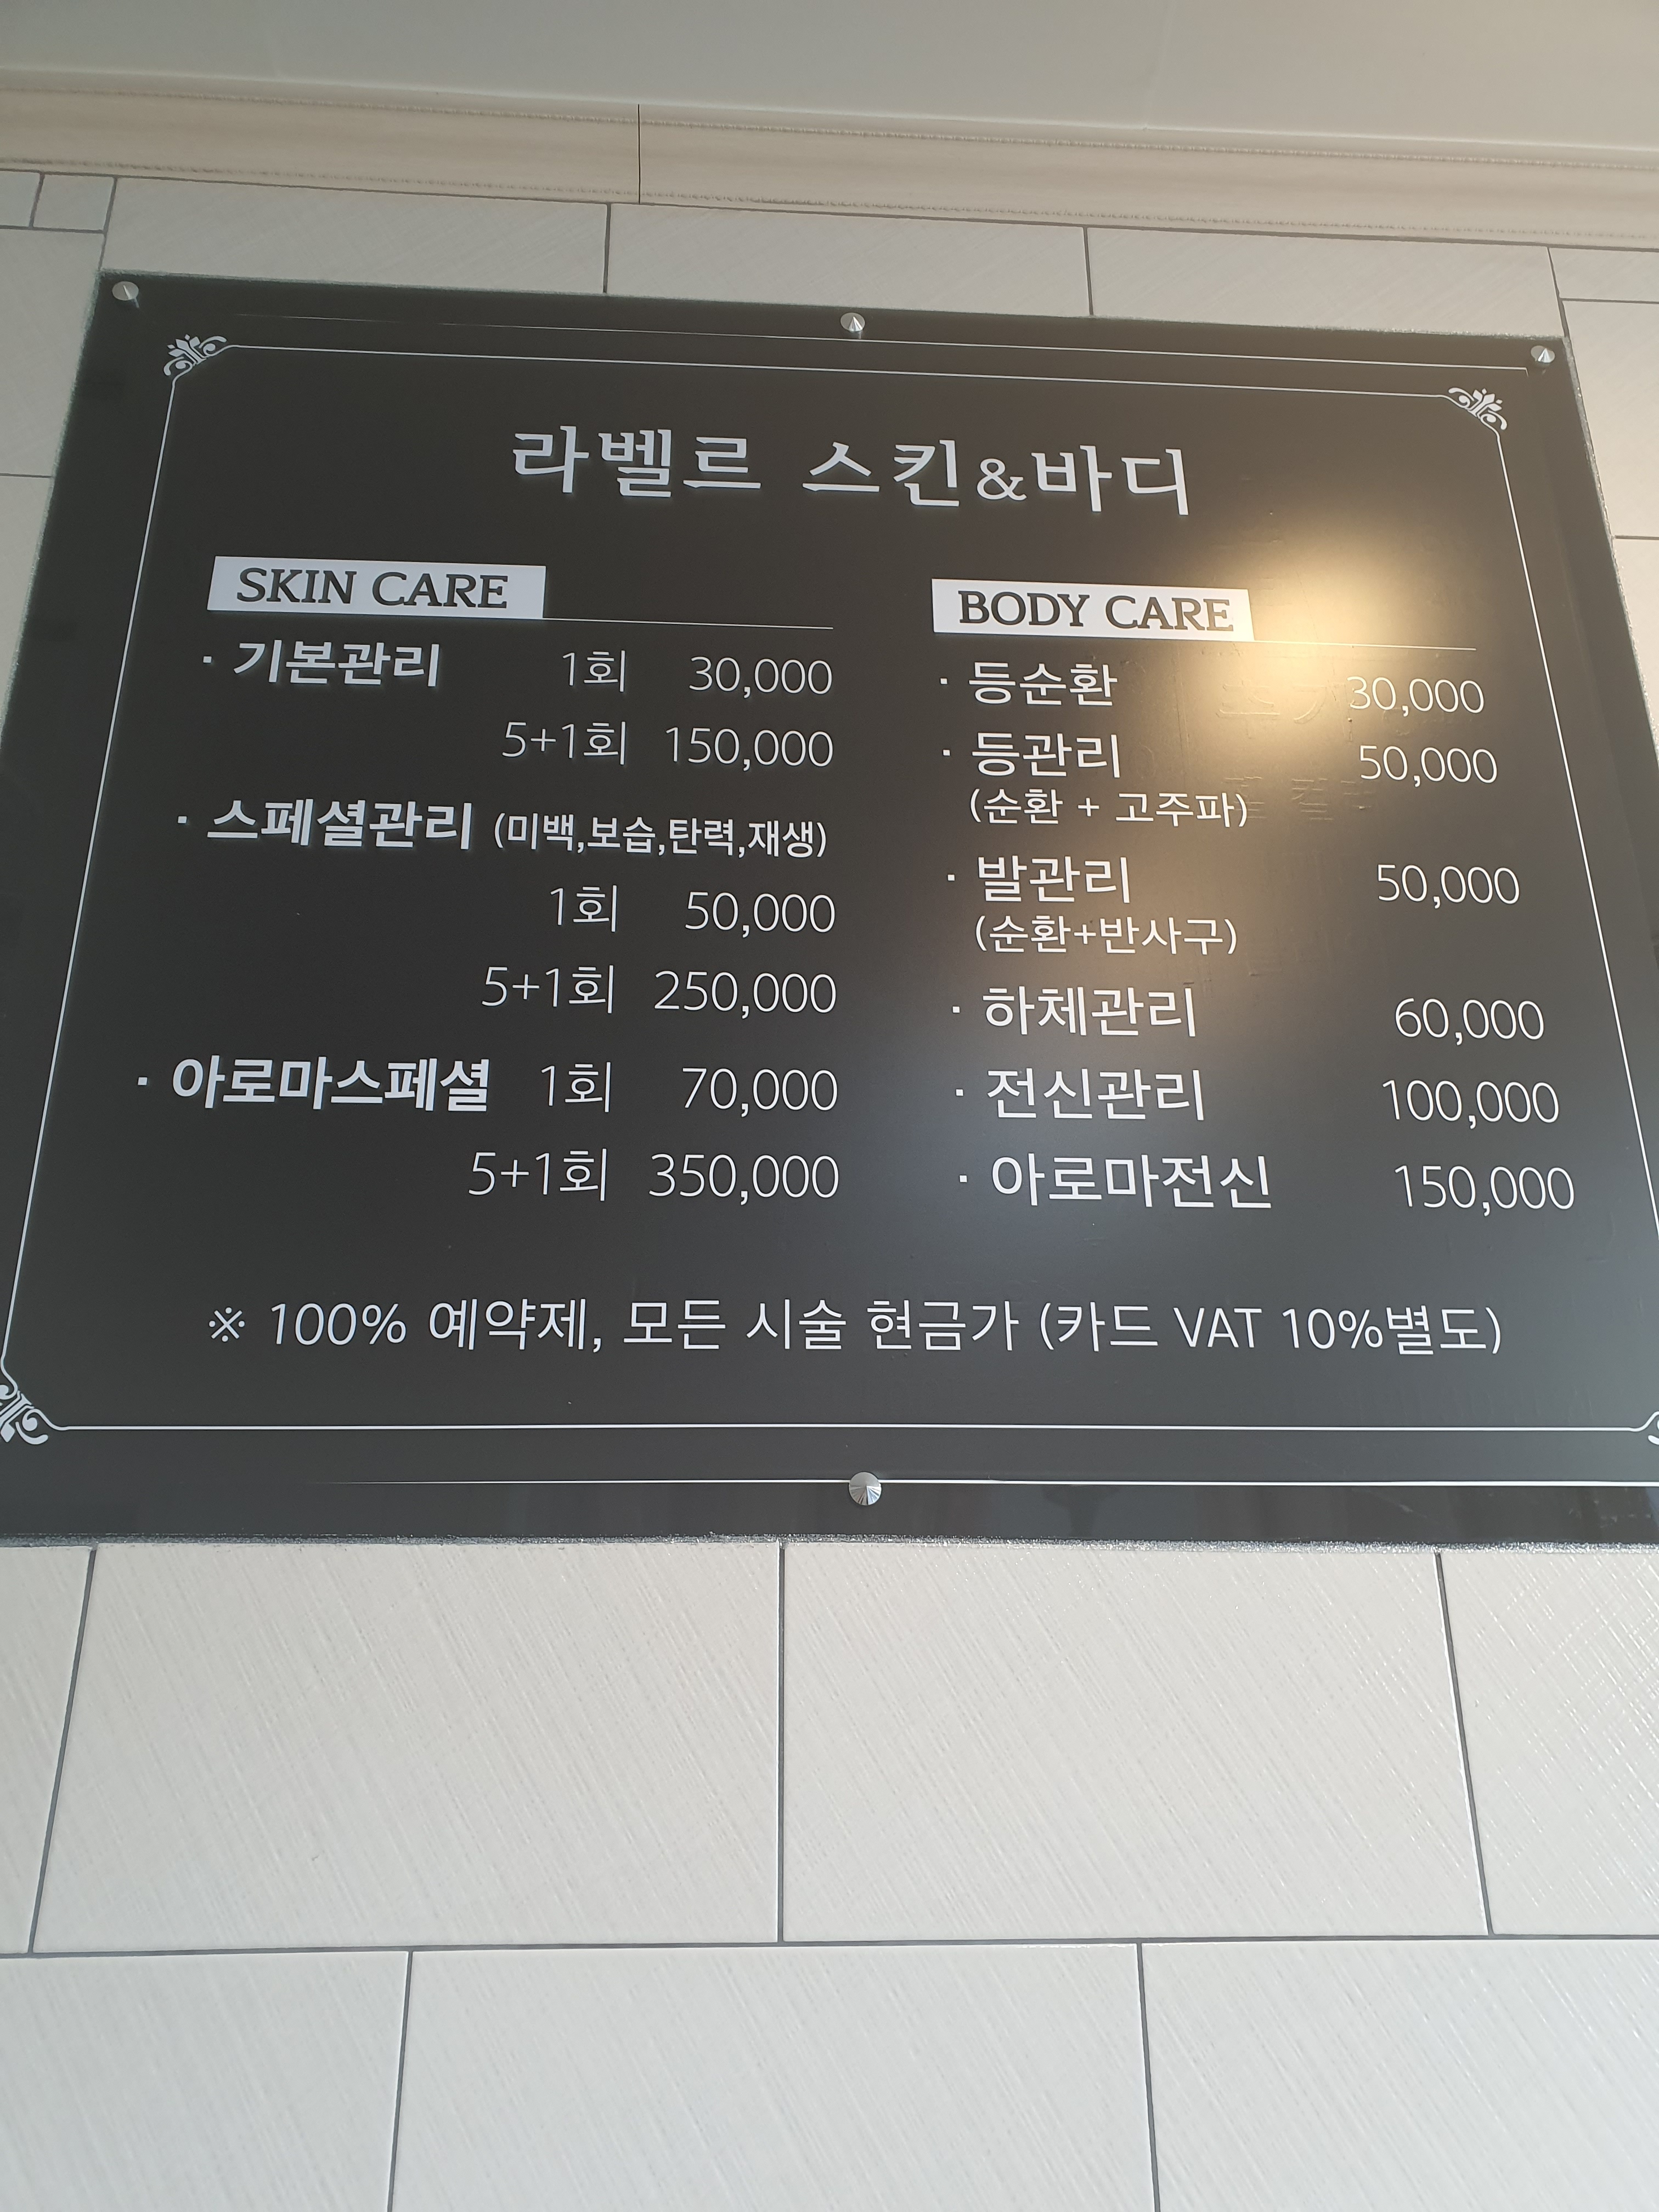 라벨르 스킨&바디
SKIN CARE
· 기본관리 1회 30,000
5+1회 150,000
· 스페셜관리 (미백,보습,탄력,재생)
1회 50,000
5+1회 250,000
· 아로마스페셜 1회 70,000
5+1회 350,000
BODY CARE
· 등순환 30,000
· 등관리 50,000
(순환 + 고주파)
· 발관리 50,000
(순환+반사구)
· 하체관리 60,000
· 전신관리 100,000
· 아로마전신 150,000
※ 100% 예약제, 모든 시술 현금가 (카드 VAT 10%별도)